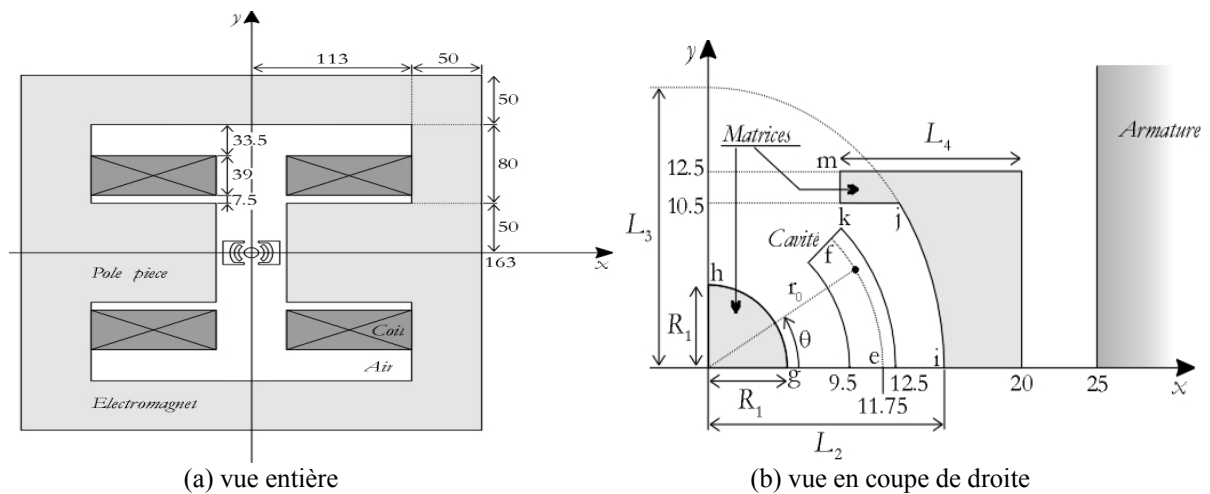 y
113
50
50
33.5
39
7.5
80
50
163
x
Pole piece
Coil
Air
Electromagnet
(a) vue entière
y
Matrices
L4
Armature
12.5
m
10.5
k
j
L3
Cavité
f
h
r0
R1
θ
e
i
g
9.5
12.5
20
25
x
11.75
R1
L2
(b) vue en coupe de droite